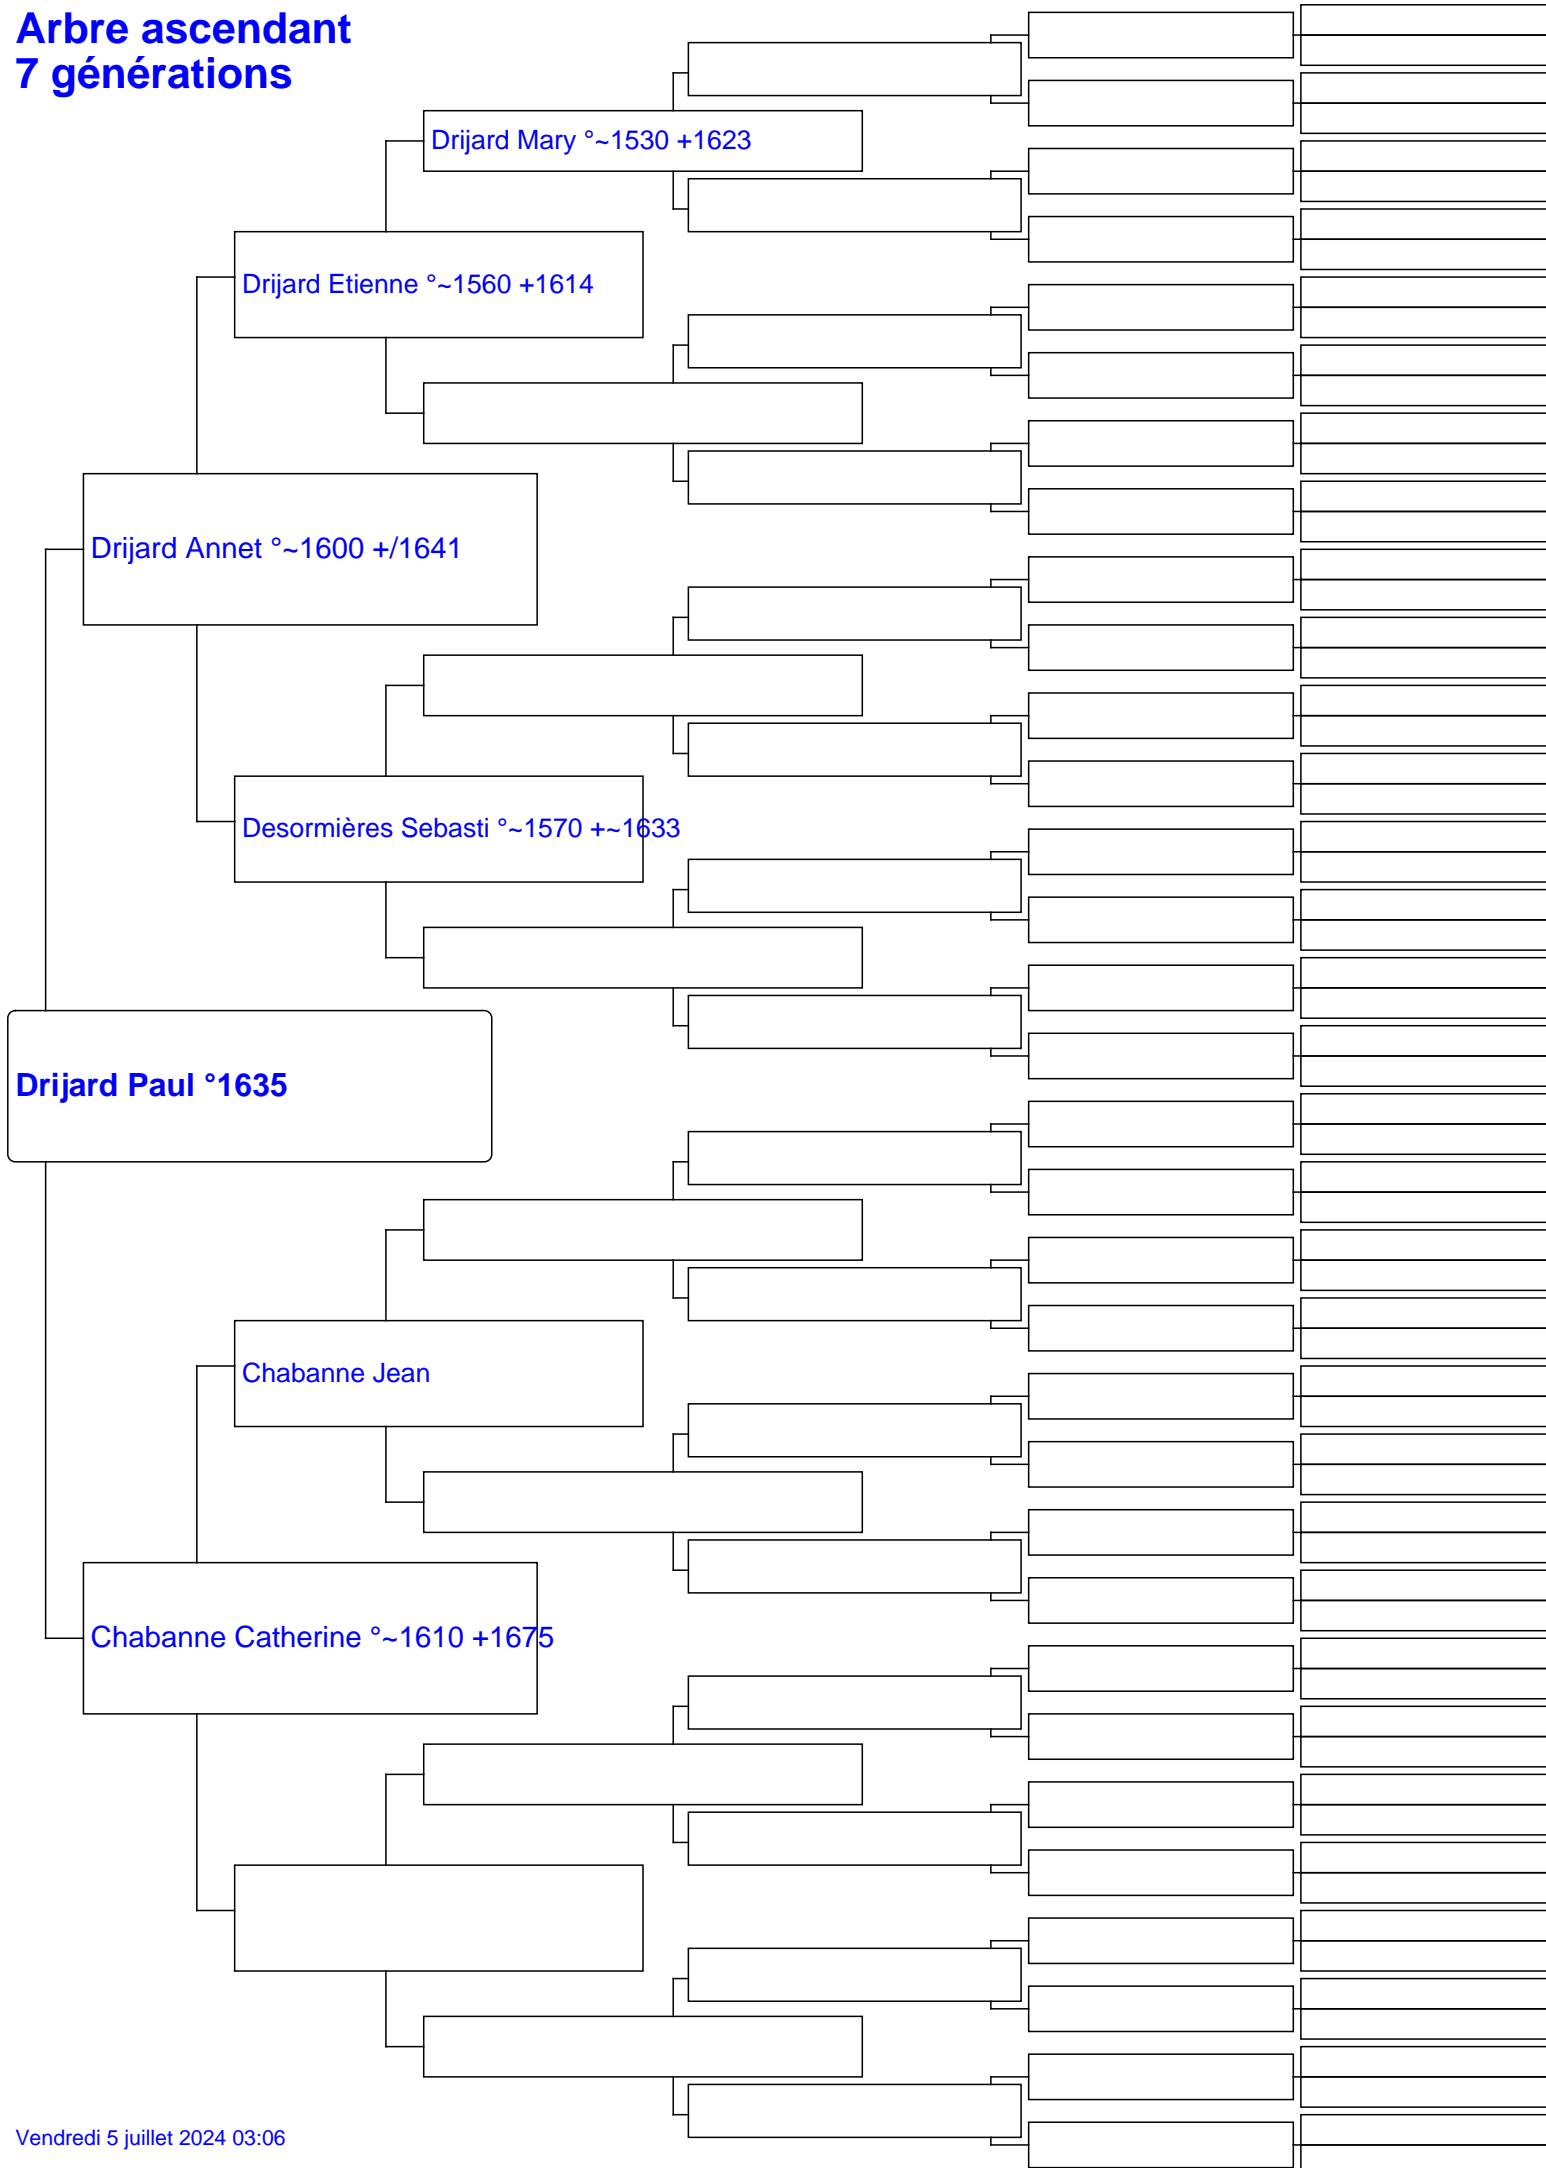 Arbre ascendant
7 générations
Drijard Mary °~1530 +1623
Drijard Etienne °~1560 +1614
Drijard Annet °~1600 +/1641
Desormières Sebasti °~1570 +~1633
Drijard Paul °1635
Chabanne Jean
Chabanne Catherine °~1610 +1675
Vendredi 5 juillet 2024 03:06